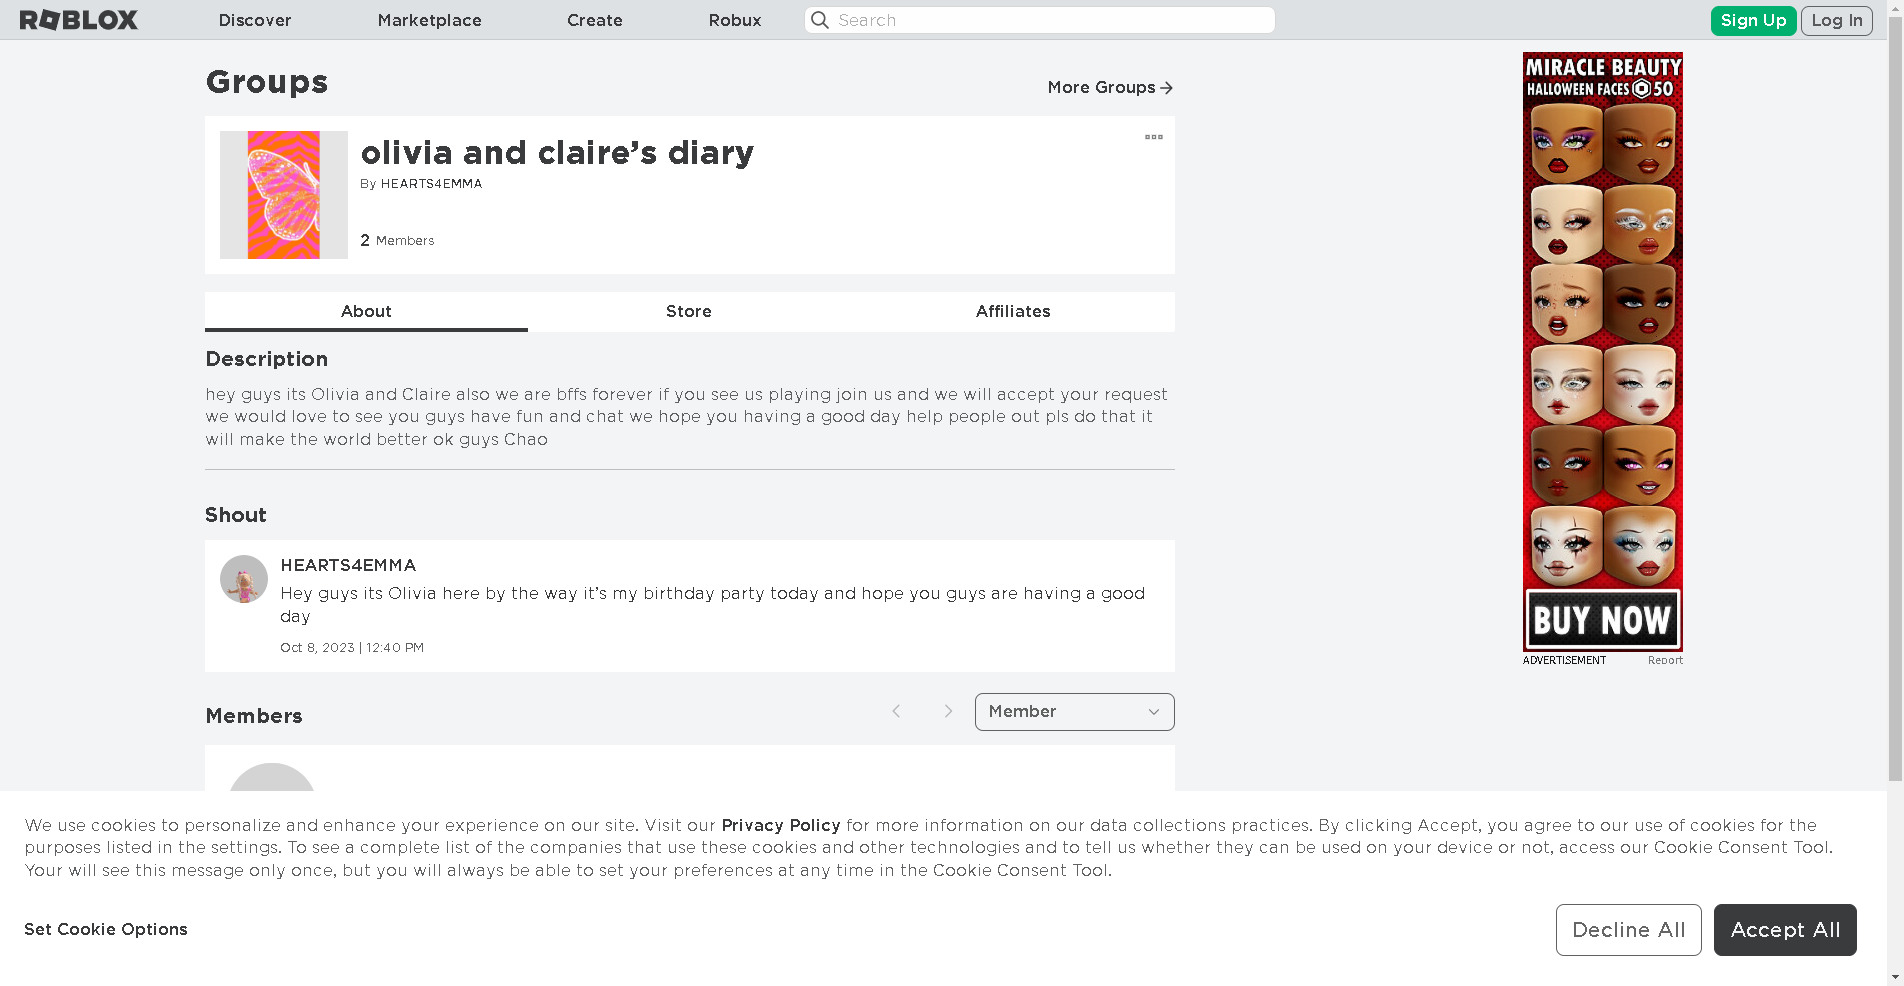 ROBLOX
Discover
Marketplace
Create
Robux
Search
Sign Up
Log In
Groups
More Groups
olivia and claire’s diary
By HEARTS4EMMA
2 Members
About
Store
Affiliates
Description
hey guys its Olivia and Claire also we are bffs forever if you see us playing join us and we will accept your request
we would love to see you guys have fun and chat we hope you having a good day help people out pls do that it
will make the world better ok guys Chao
Shout
HEARTS4EMMA
Hey guys its Olivia here by the way it’s my birthday party today and hope you guys are having a good
day
Oct 8, 2023 | 12:40 PM
Members
Member
MIRACLE BEAUTY
HALLOWEEN FACES 50
BUY NOW
ADVERTISEMENT
Report
We use cookies to personalize and enhance your experience on our site. Visit our Privacy Policy for more information on our data collections practices. By clicking Accept, you agree to our use of cookies for the
purposes listed in the settings. To see a complete list of the companies that use these cookies and other technologies and to tell us whether they can be used on your device or not, access our Cookie Consent Tool.
Your will see this message only once, but you will always be able to set your preferences at any time in the Cookie Consent Tool.
Set Cookie Options
Decline All
Accept All